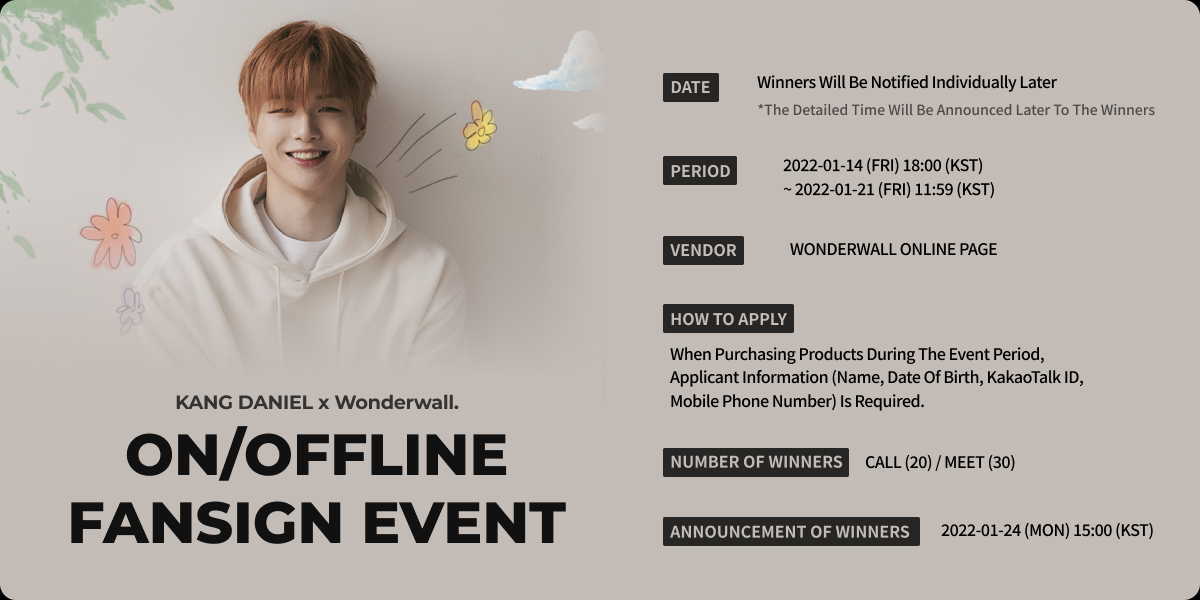 KANG DANIEL x Wonderwall.
ON/OFFLINE
FANSIGN EVENT
DATE
Winners Will Be Notified Individually Later
*The Detailed Time Will Be Announced Later To The Winners
PERIOD
2022-01-14 (FRI) 18:00 (KST)
~ 2022-01-21 (FRI) 11:59 (KST)
VENDOR
WONDERWALL ONLINE PAGE
HOW TO APPLY
When Purchasing Products During The Event Period,
Applicant Information (Name, Date Of Birth, KakaoTalk ID,
Mobile Phone Number) Is Required.
NUMBER OF WINNERS
CALL (20) / MEET (30)
ANNOUNCEMENT OF WINNERS
2022-01-24 (MON) 15:00 (KST)